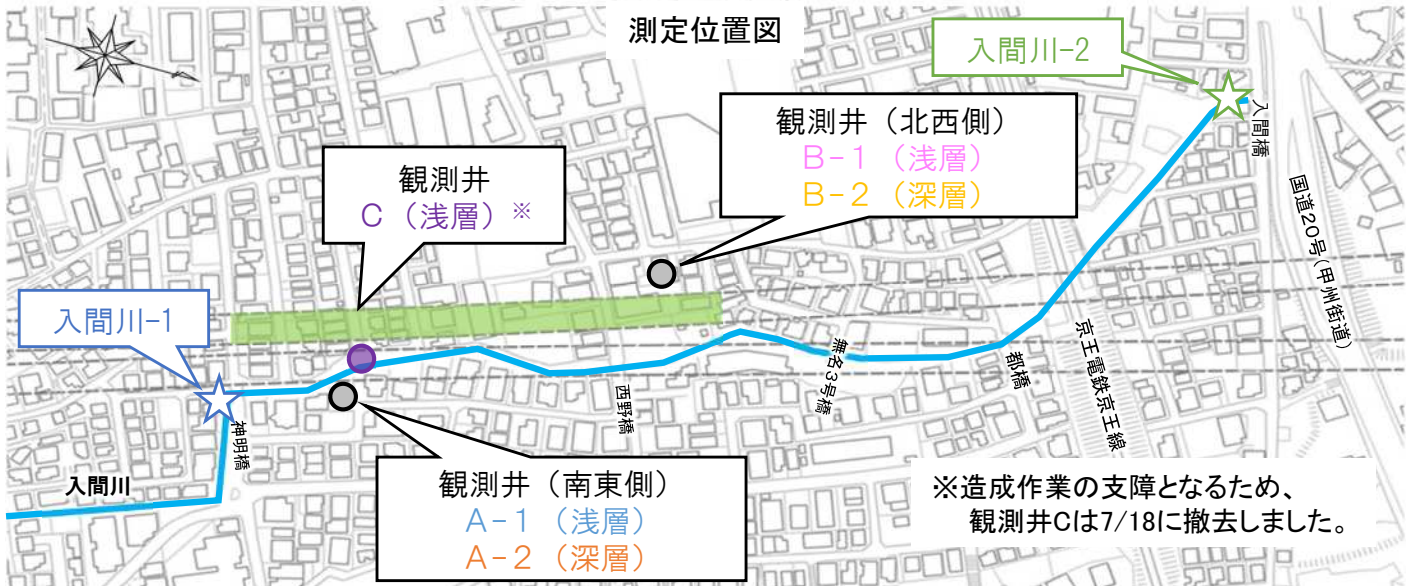 測定位置図
入間川-2
入間橋
観測井（北西側）
B-1（浅層）
B-2（深層）
観測井
C（浅層）※
国道20号(甲州街道)
入間川-1
無名3号橋
都橋
京王電鉄京王線
西野橋
神明橋
入間川
観測井（南東側）
A-1（浅層）
A-2（深層）
※造成作業の支障となるため、
観測井Cは7/18に撤去しました。